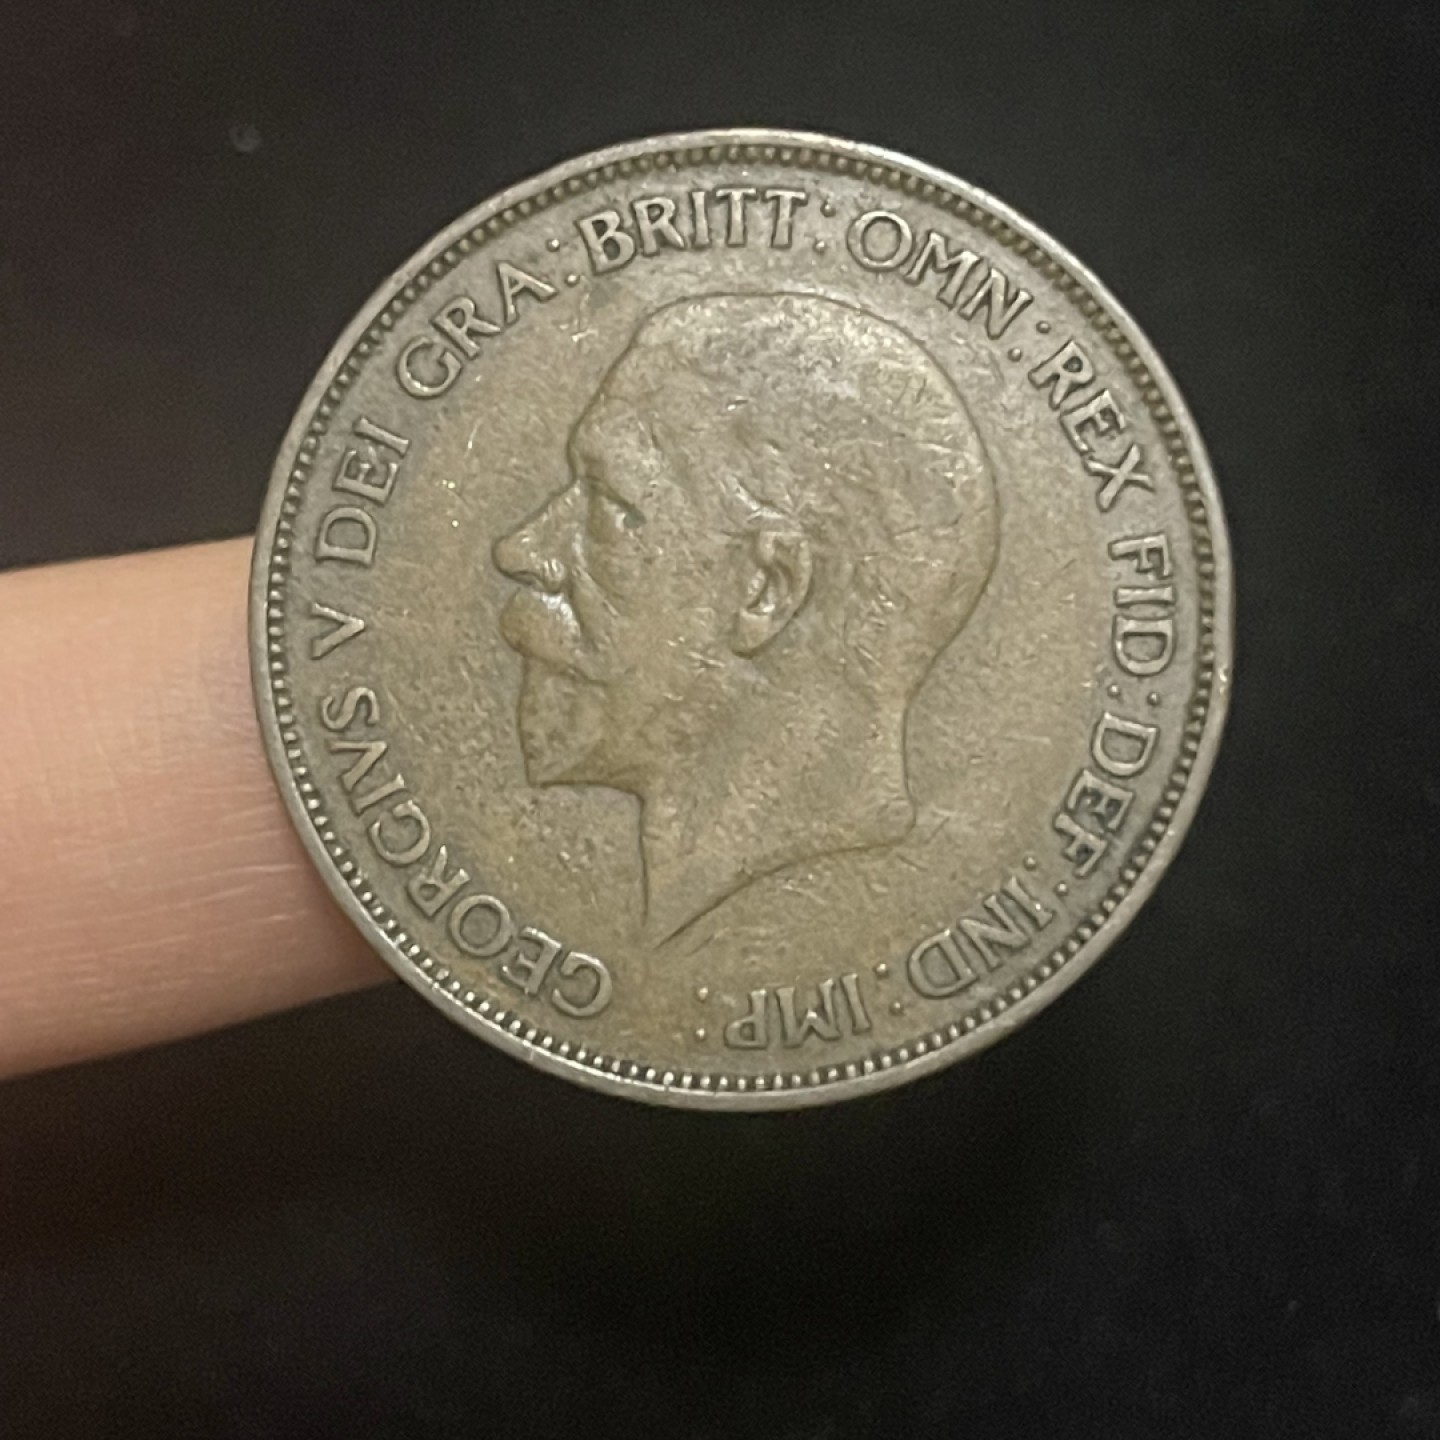 GEORGIVS V DEI GRA: BRITT: OMN: REX FID: DEF: IND: IMP: